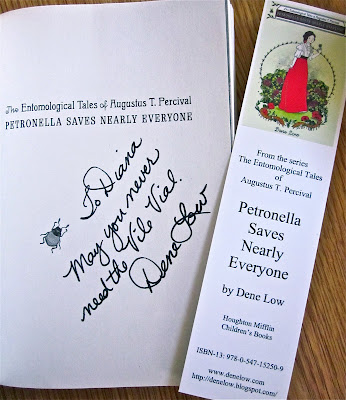 The Entomological Tales of Augustus T. Percival
PETRONELLA SAVES NEARLY EVERYONE
To Diana
May you never
need the Vile Vial
Dene Low
Dene Low
From the series
The Entomological Tales
of
Augustus T. Percival
Petronella
Saves
Nearly
Everyone
by Dene Low
Houghton Mifflin
Children's Books
ISBN-13: 978-0-547-15250-9
www.denelow.com
http://denelow.blogspot.com/